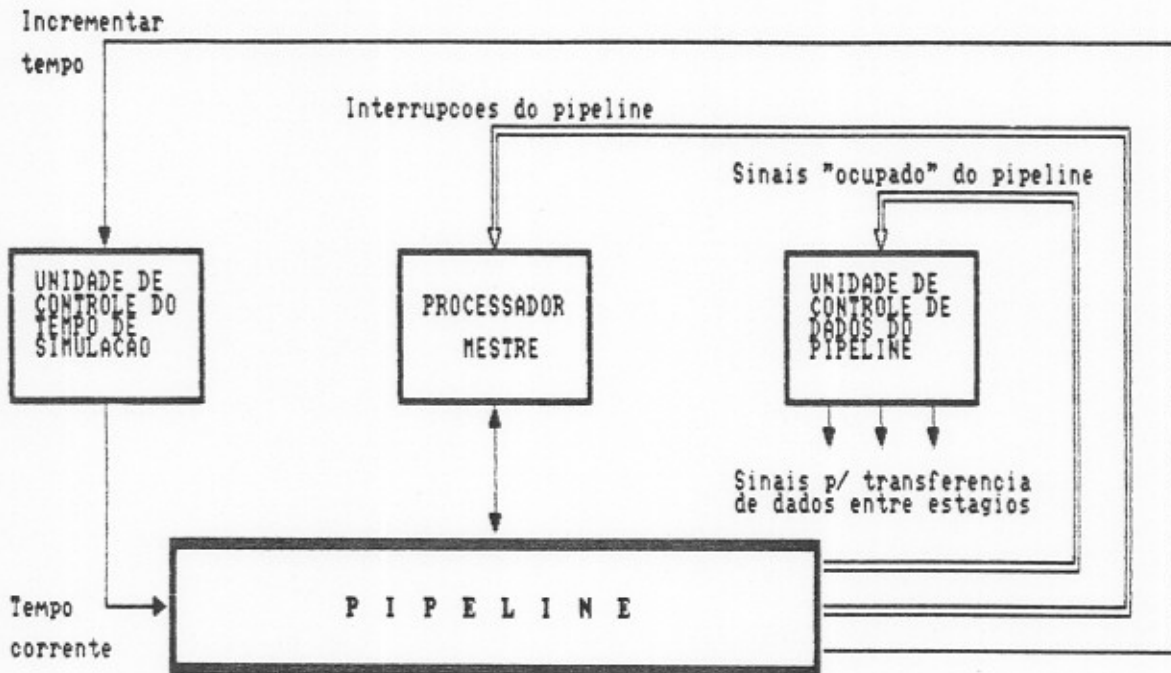 Incrementar
tempo
Interrupcoes do pipeline
Sinais "ocupado" do pipeline
UNIDADE DE
CONTROLE DO
TEMPO DE
SIMULACAO
PROCESSADOR
MESTRE
UNIDADE DE
CONTROLE DE
DADOS DO
PIPELINE
Sinais p/ transferencia
de dados entre estagios
Tempo
corrente
P I P E L I N E